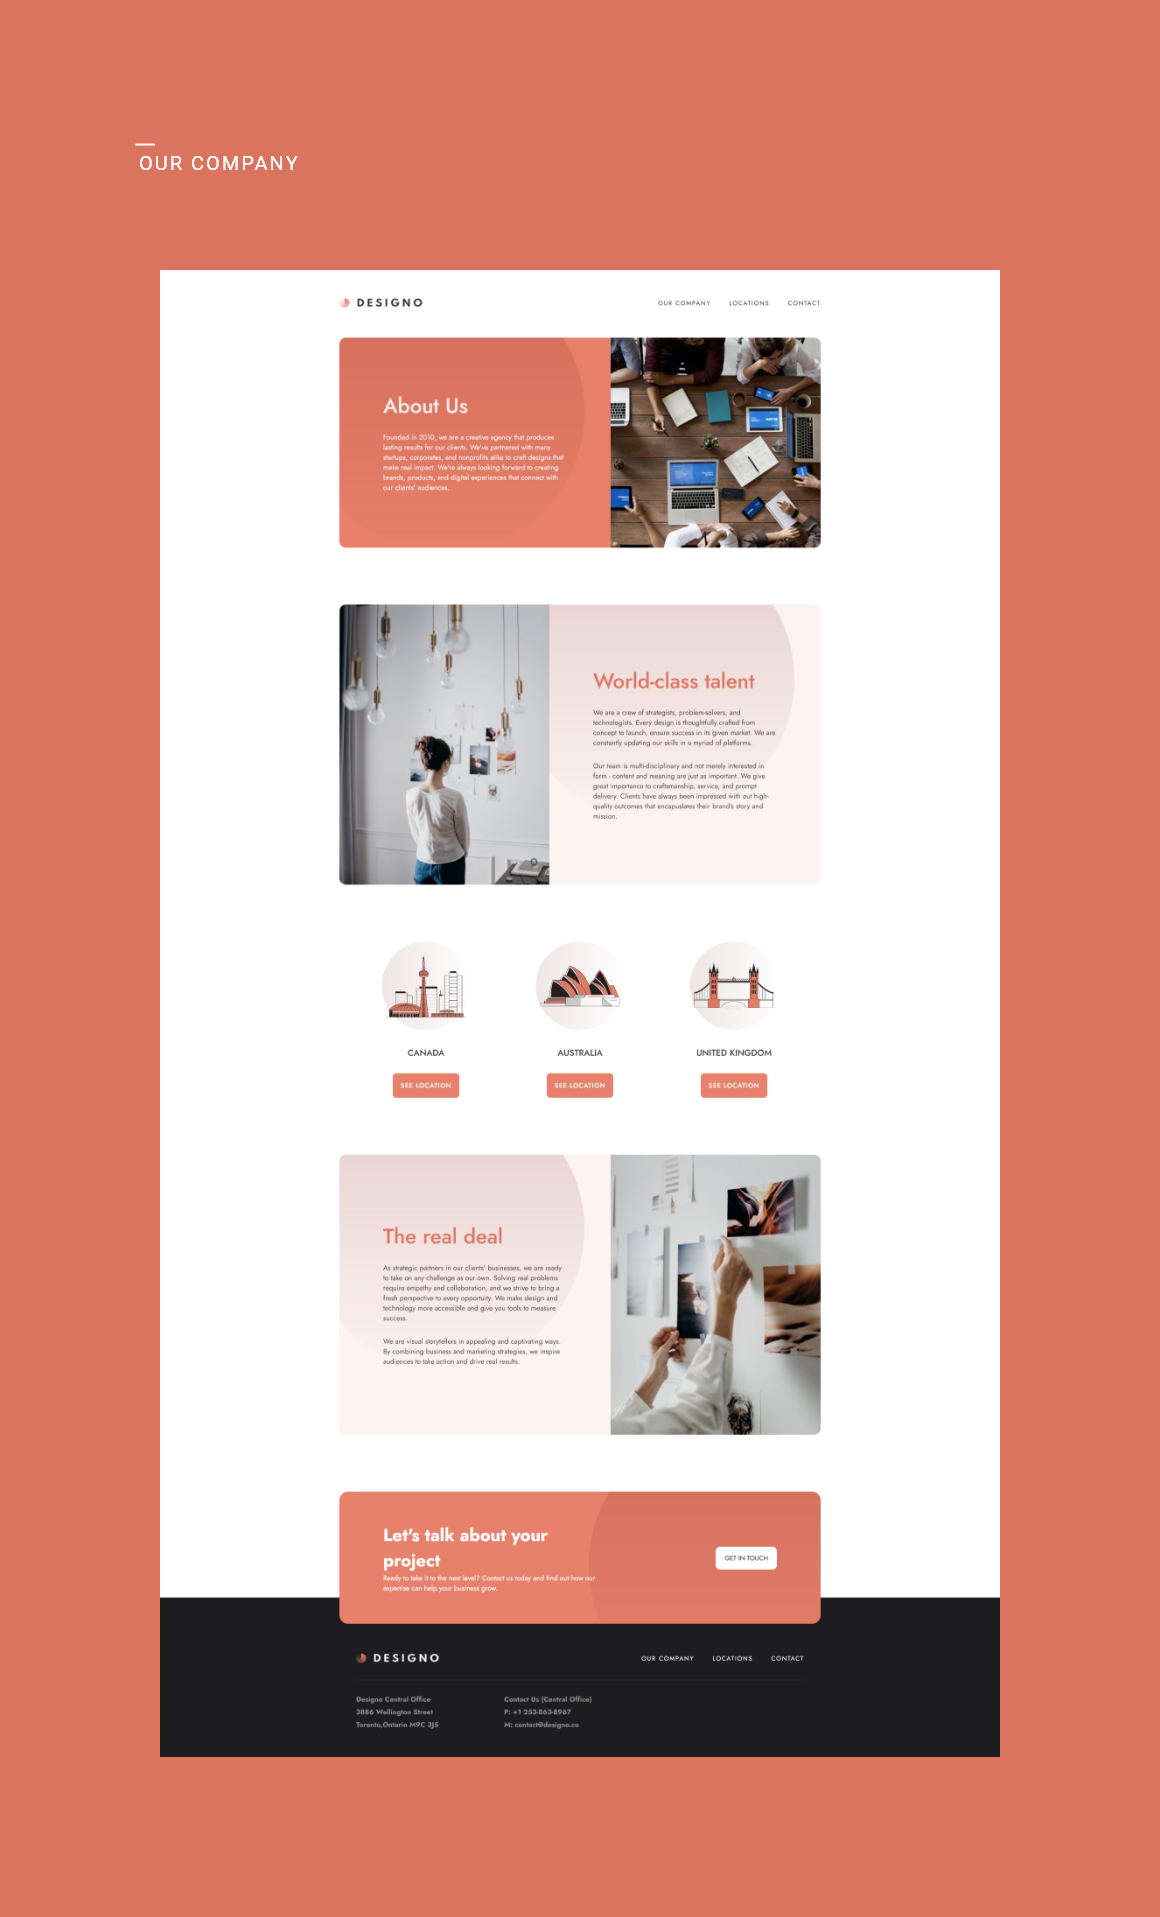 OUR COMPANY
DESIGNO
OUR COMPANY LOCATIONS CONTACT
About Us
Founded in 2010, we are a creative agency that produces
lasting results for our clients. We've partnered with many
startups, corporates, and nonprofits alike to craft designs that
make real impact. We're always looking forward to creating
brands, products, and digital experiences that connect with
our clients' audiences.
World-class talent
We are a crew of strategists, problem-solvers, and
technologists. Every design is thoughtfully crafted from
concept to launch, ensure success in its given market. We are
constantly updating our skills in a myriad of platforms.
Our team is multi-disciplinary and not merely interested in
form - content and meaning are just as important. We give
great importance to craftsmanship, service, and prompt
delivery. Clients have always been impressed with out high-
quality outcomes that encapuslates their brand's story and
mission.
CANADA
AUSTRALIA
UNITED KINGDOM
SEE LOCATION
SEE LOCATION
SEE LOCATION
The real deal
As strategic partners in our clients' businesses, we are ready
to take on any challenge as our own. Solving real problems
require empathy and colloboration, and we strive to bring a
fresh perspective to every opportuity. We make design and
technology more accessible and give you tools to measure
success.
We are visual storytellers in appealing and captivating ways.
By combining business and marketing strategies, we inspire
audiences to take action and drive real results.
Let's talk about your
project
Ready to take it to the next level? Contact us today and find out how our
expertise can help your business grow.
GET IN TOUCH
DESIGNO
OUR COMPANY LOCATIONS CONTACT
Designo Central Office
3886 Wellington Street
Toronto,Ontario M9C 3J5
Contact Us (Central Office)
P: +1 253-863-8967
M: contact@designo.co